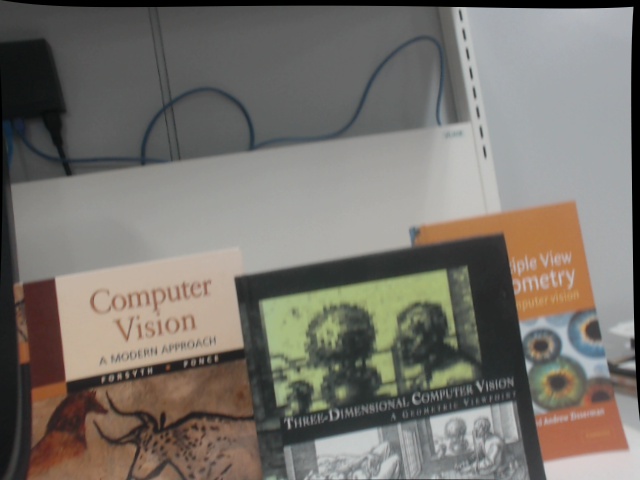 Computer
Vision
A MODERN APPROACH
FORSYTH PONCE
THREE-DIMENSIONAL COMPUTER VISION
A GEOMETRIC VIEWPOINT
iple View
ometry
mputer vision
d Andrew Zisserman